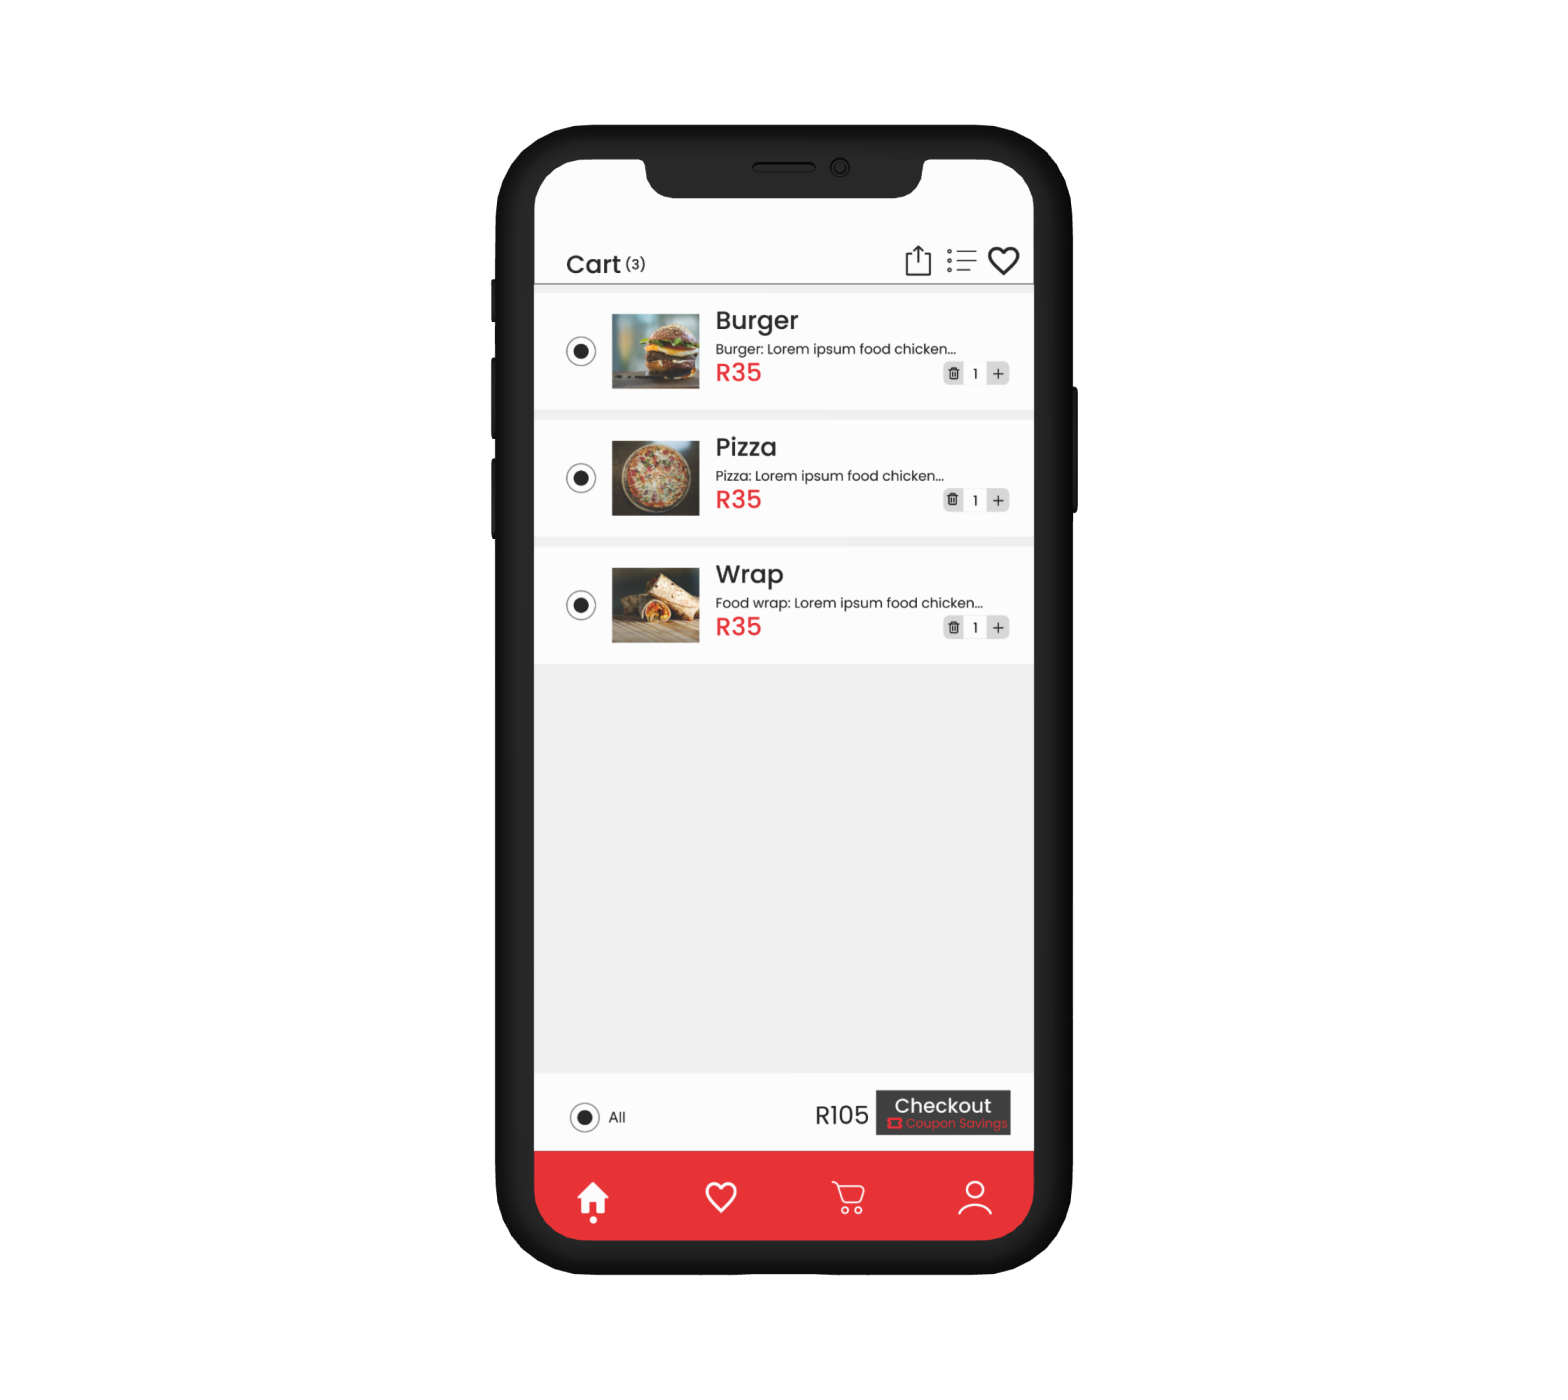 Cart (3)
Burger
Burger: Lorem ipsum food chicken...
R35
1
Pizza
Pizza: Lorem ipsum food chicken...
R35
1
Wrap
Food wrap: Lorem ipsum food chicken...
R35
1
All
R105
Checkout
Coupon Savings